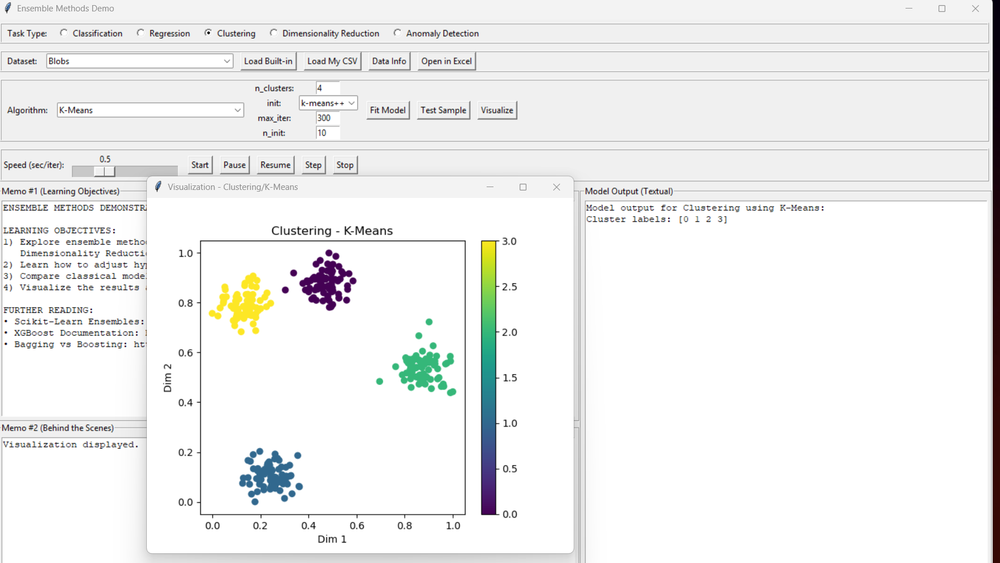 Ensemble Methods Demo
Task Type: Classification Regression Clustering Dimensionality Reduction Anomaly Detection
Dataset: Blobs Load Built-in Load My CSV Data Info Open in Excel
n_clusters: 4
init: k-means++
Algorithm: K-Means Fit Model Test Sample Visualize
max_iter: 300
n_init: 10
0.5
Speed (sec/iter): Start Pause Resume Step Stop
Memo #1 (Learning Objectives)
ENSEMBLE METHODS DEMONSTR
LEARNING OBJECTIVES:
1) Explore ensemble metho
Dimensionality Reducti
2) Learn how to adjust hy
3) Compare classical mode
4) Visualize the results
FURTHER READING:
• Scikit-Learn Ensembles:
• XGBoost Documentation:
• Bagging vs Boosting: ht
Memo #2 (Behind the Scenes)
Visualization displayed.
Visualization - Clustering/K-Means
Clustering - K-Means
1.0
0.8
0.6
0.4
0.2
0.0
Dim 2
0.0 0.2 0.4 0.6 0.8 1.0
Dim 1
3.0
2.5
2.0
1.5
1.0
0.5
0.0
Model Output (Textual)
Model output for Clustering using K-Means:
Cluster labels: [0 1 2 3]